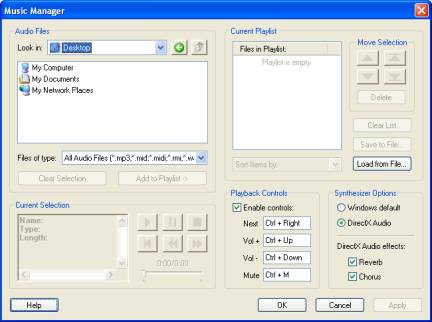 Music Manager
Audio Files
Look in: Desktop
My Computer
My Documents
My Network Places
Files of type: All Audio Files (*.mp3;*.mid;*.midi;*.rmi;*.w
Clear Selection
Add to Playlist ->
Current Selection
Name:
Type:
Length:
0:00/0:00
Current Playlist
Files in Playlist:
Playlist is empty
Sort Items by:
Move Selection
Delete
Clear List
Save to File...
Load from File...
Playback Controls
Enable controls:
Next Ctrl + Right
Vol + Ctrl + Up
Vol - Ctrl + Down
Mute Ctrl + M
Synthesizer Options
Windows default
DirectX Audio
DirectX Audio effects:
Reverb
Chorus
Help
OK
Cancel
Apply